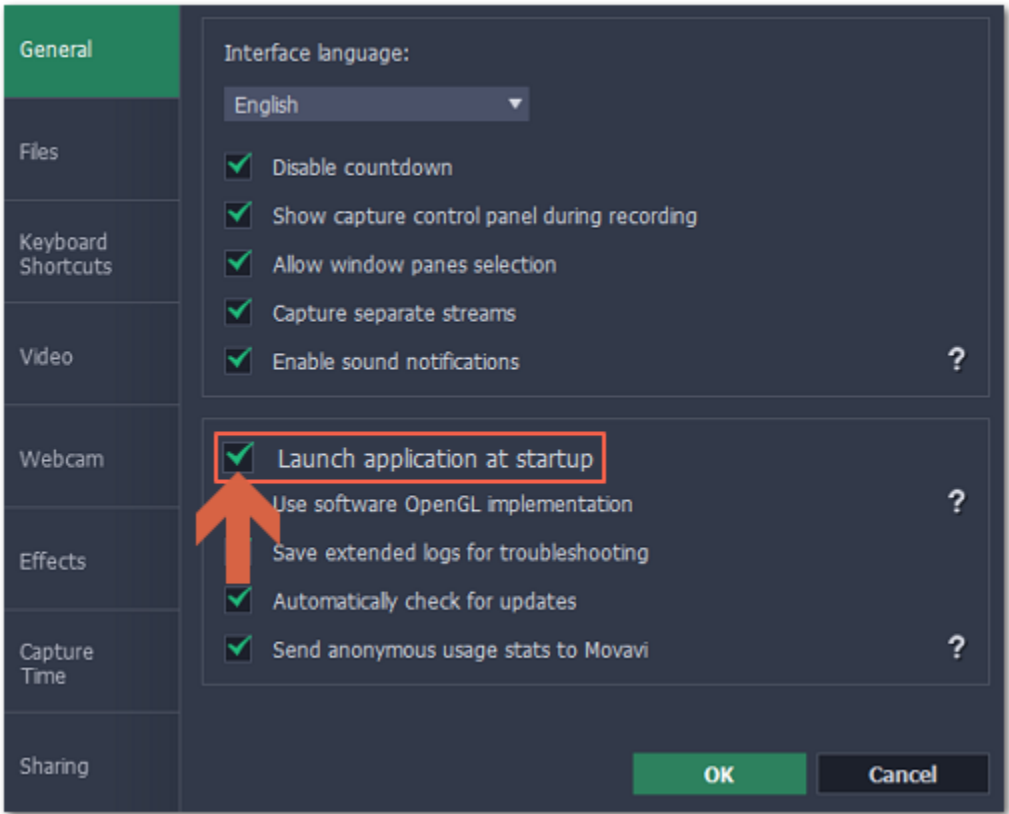 General
Files
Keyboard
Shortcuts
Video
Webcam
Effects
Capture
Time
Sharing
Interface language:
English
Disable countdown
Show capture control panel during recording
Allow window panes selection
Capture separate streams
Enable sound notifications
?
Launch application at startup
Use software OpenGL implementation
?
Save extended logs for troubleshooting
Automatically check for updates
Send anonymous usage stats to Movavi
?
OK
Cancel